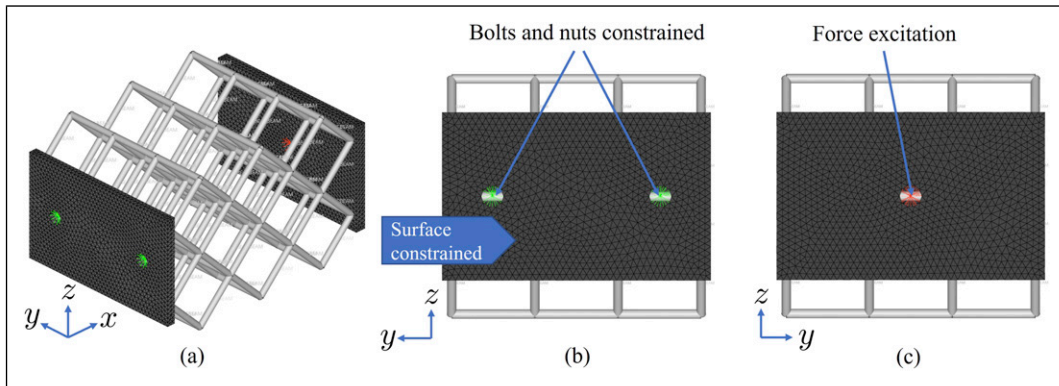 Bolts and nuts constrained
Force excitation
Surface
constrained
z
y
x
(a)
z
y
(b)
z
y
(c)